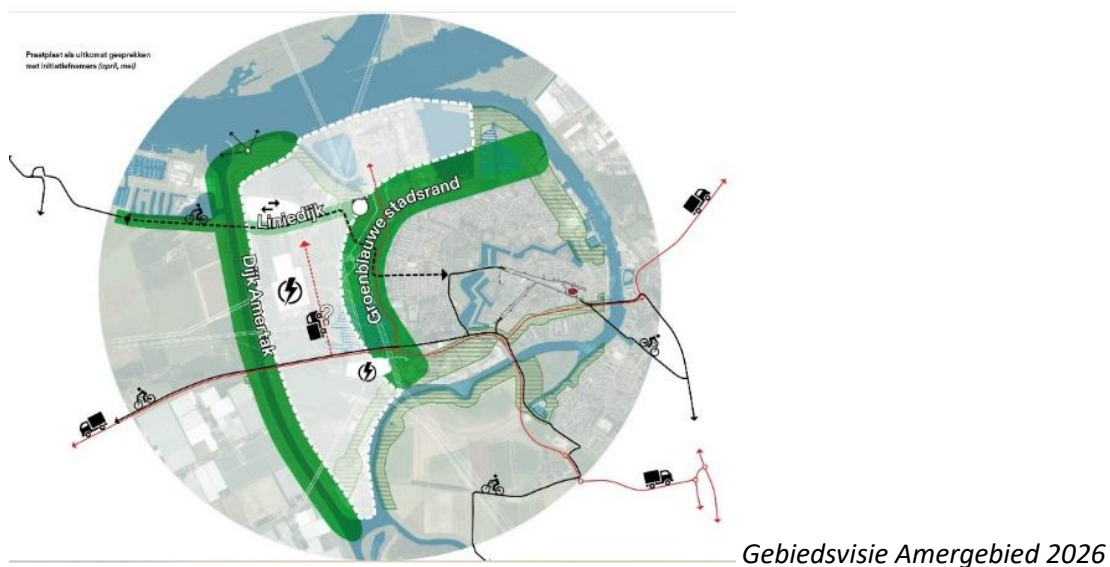 Praatplaat als uitkomst gesprekken
met initiatiefnemers (april, mei)
Liniedijk
Groenblauwe stadsrand
Dijk Amertak
?
Gebiedsvisie Amergebied 2026